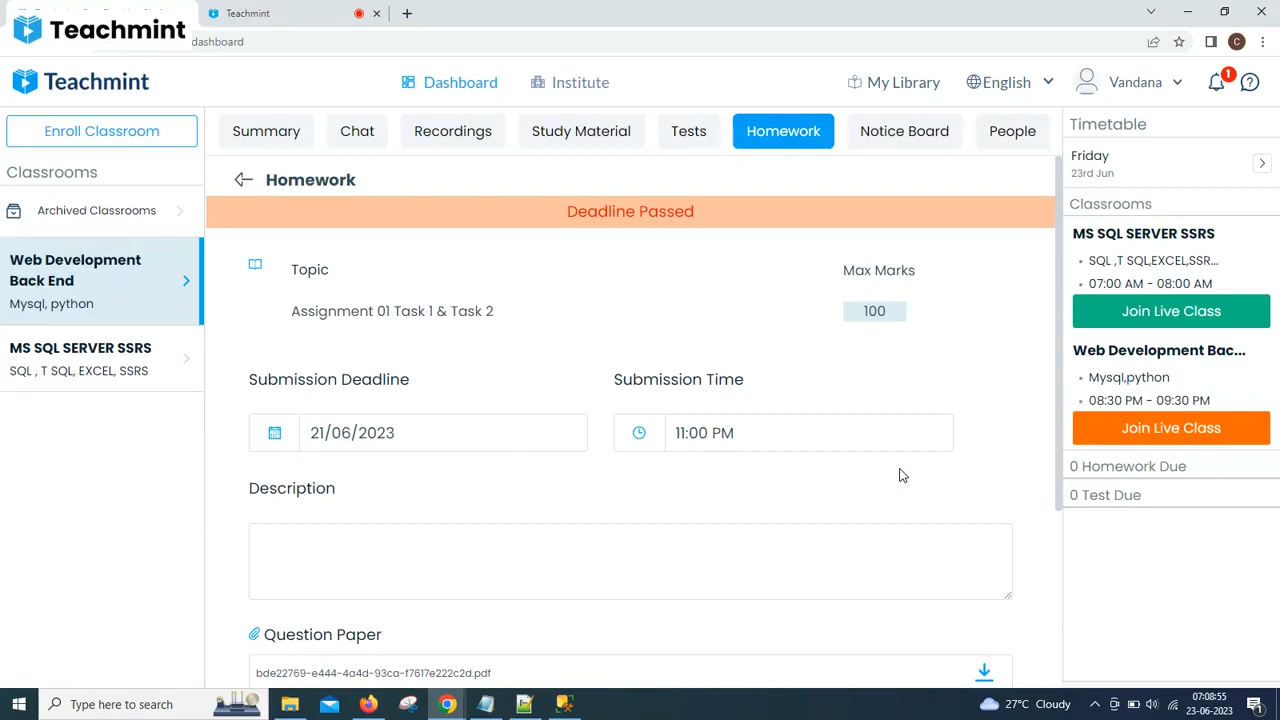 Teachmint
Teachmint
dashboard
Teachmint
Dashboard
Institute
My Library
English
Vandana
1
Enroll Classroom
Classrooms
Archived Classrooms
Web Development
Back End
Mysql, python
MS SQL SERVER SSRS
SQL , T SQL, EXCEL, SSRS
Summary
Chat
Recordings
Study Material
Tests
Homework
Notice Board
People
Homework
Deadline Passed
Topic
Max Marks
Assignment 01 Task 1 & Task 2
100
Submission Deadline
Submission Time
21/06/2023
11:00 PM
Description
Question Paper
bde22769-e444-4a4d-93ca-f7617e222c2d.pdf
Timetable
Friday
23rd Jun
Classrooms
MS SQL SERVER SSRS
SQL ,T SQL,EXCEL,SSR...
07:00 AM - 08:00 AM
Join Live Class
Web Development Bac...
Mysql,python
08:30 PM - 09:30 PM
Join Live Class
0 Homework Due
0 Test Due
Type here to search
27°C Cloudy
07:08:55
23-06-2023
C
1